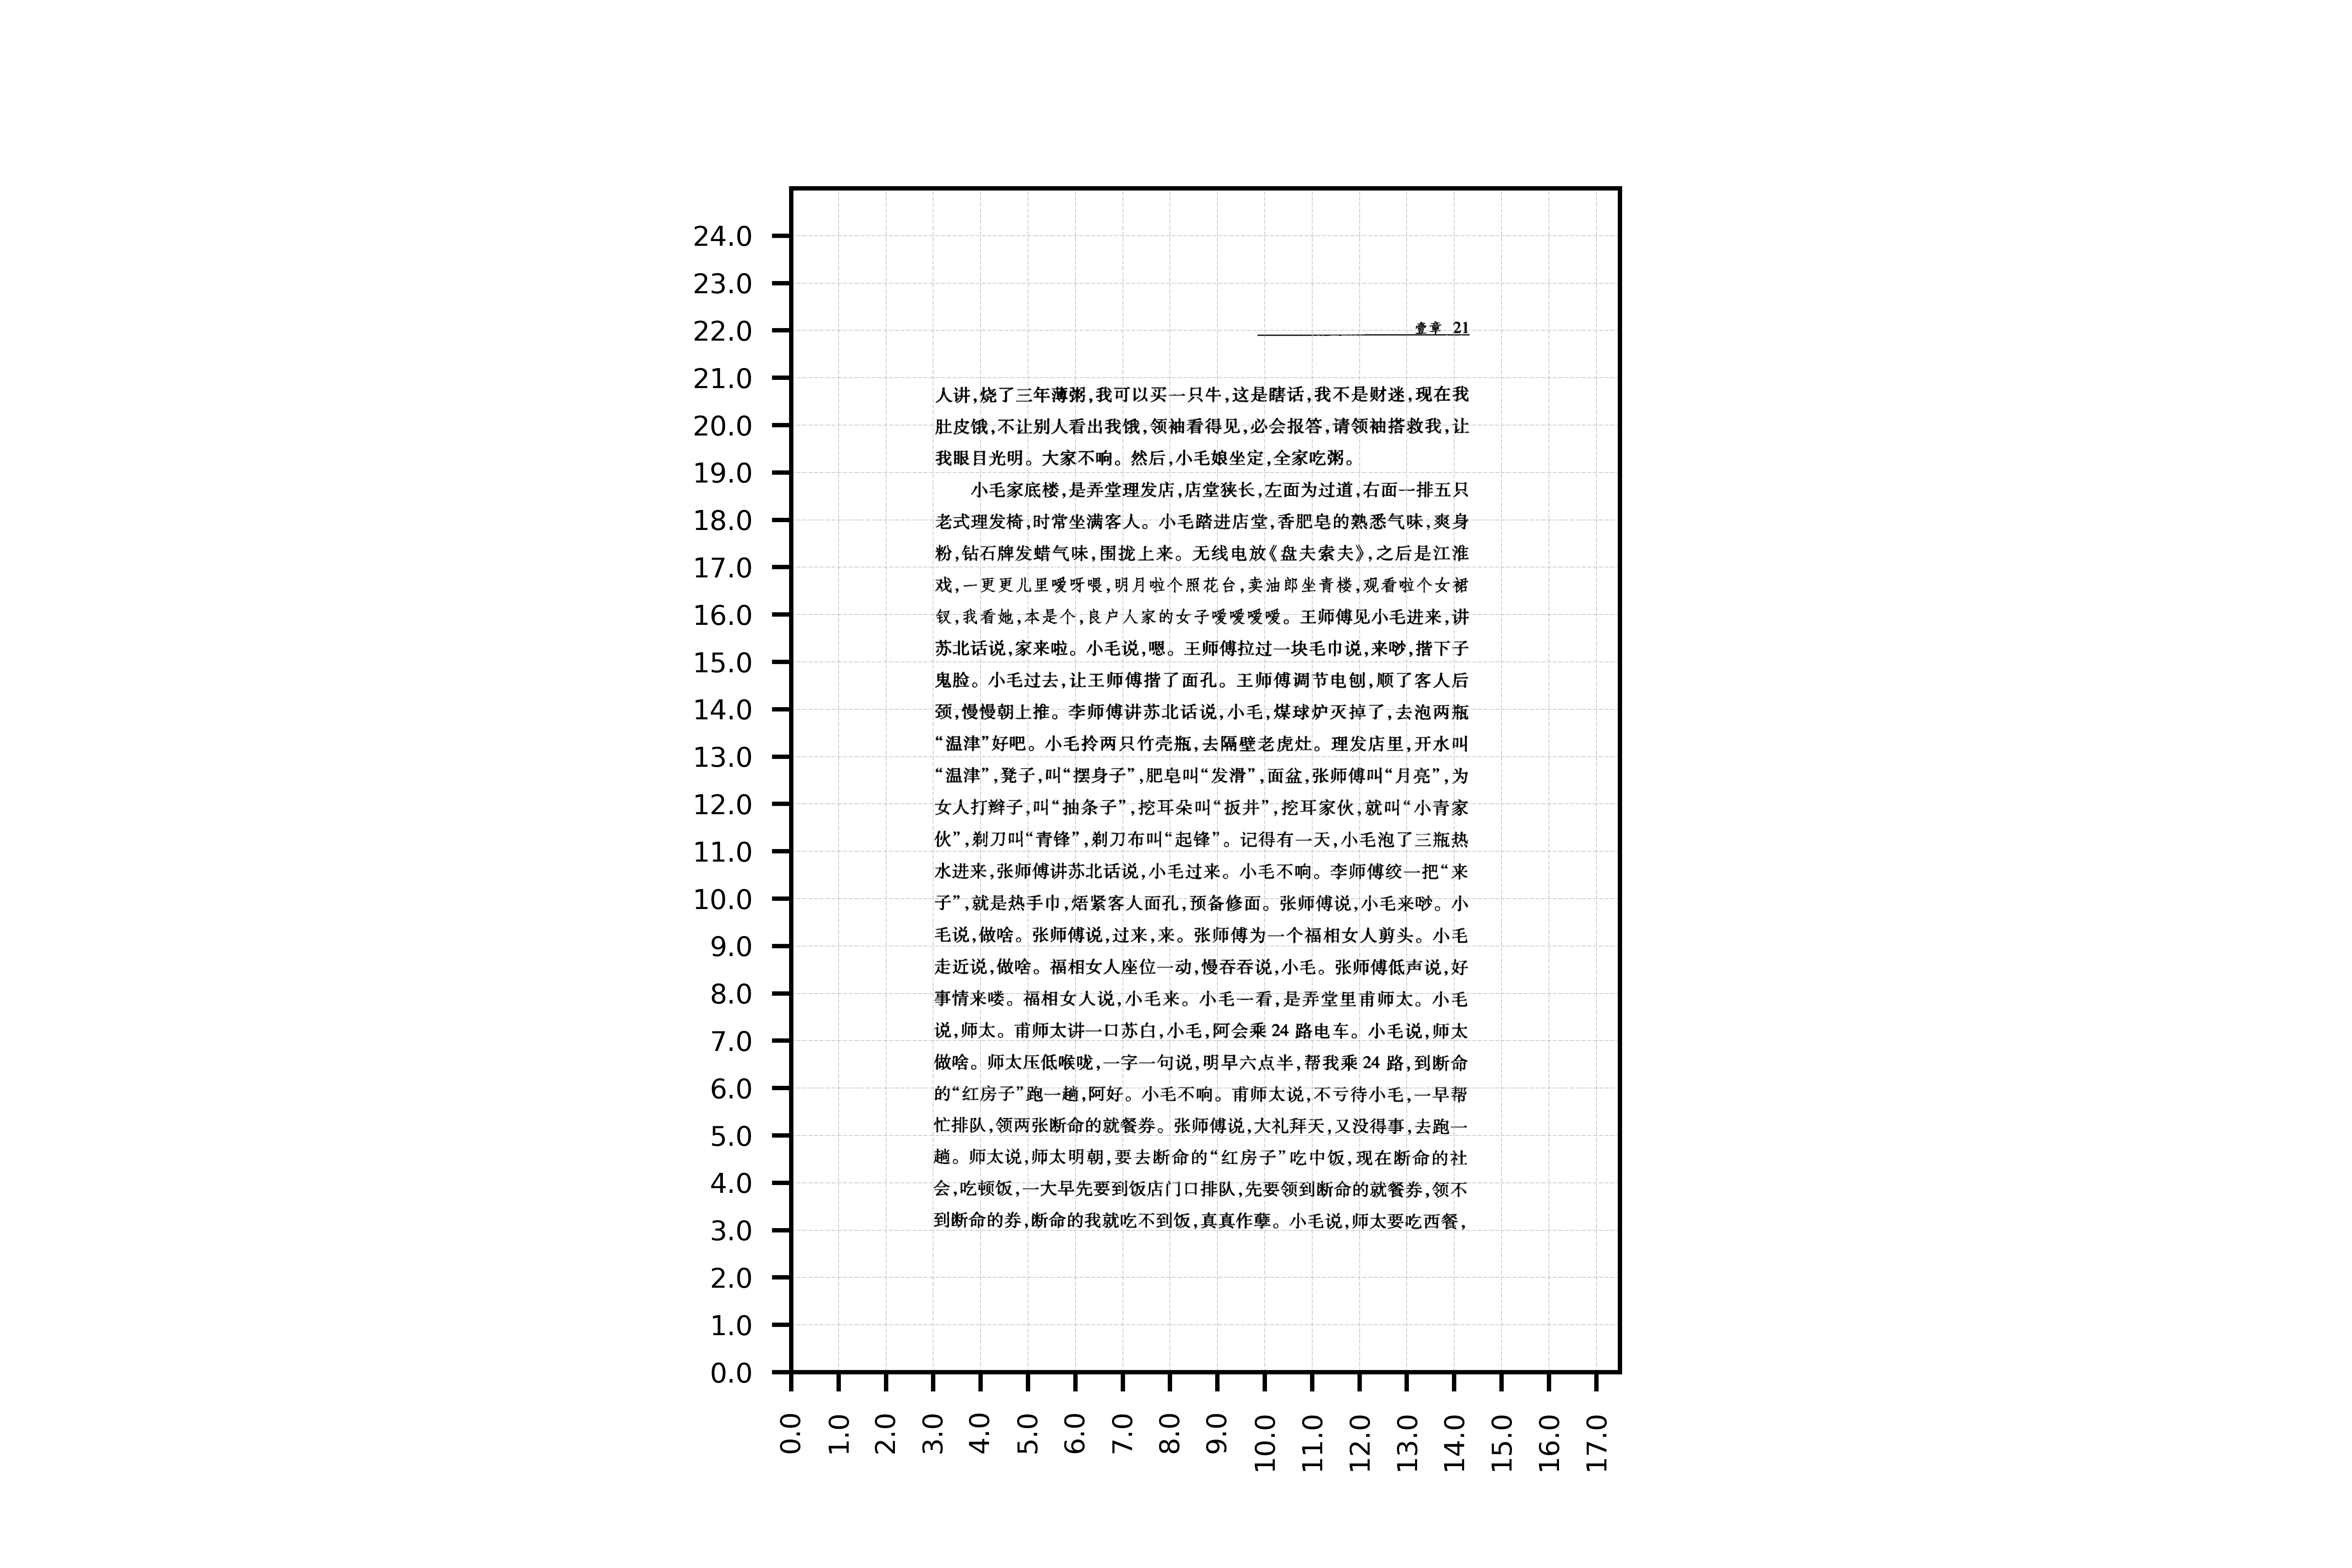 壹章 21
人讲,烧了三年薄粥,我可以买一只牛,这是瞎话,我不是财迷,现在我
肚皮饿,不让别人看出我饿,领袖看得见,必会报答,请领袖搭救我,让
我眼目光明。大家不响。然后,小毛娘坐定,全家吃粥。
小毛家底楼,是弄堂理发店,店堂狭长,左面为过道,右面一排五只
老式理发椅,时常坐满客人。小毛踏进店堂,香肥皂的熟悉气味,爽身
粉,钻石牌发蜡气味,围拢上来。无线电放《盘夫索夫》,之后是江淮
戏,一更更儿里嗳呀喂,明月啦个照花台,卖油郎坐青楼,观看啦个女裙
钗,我看她,本是个,良户人家的女子嗳嗳嗳嗳。王师傅见小毛进来,讲
苏北话说,家来啦。小毛说,嗯。王师傅拉过一块毛巾说,来吵,揩下子
鬼脸。小毛过去,让王师傅揩了面孔。王师傅调节电刨,顺了客人后
颈,慢慢朝上推。李师傅讲苏北话说,小毛,煤球炉灭掉了,去泡两瓶
“温津”好吧。小毛拎两只竹壳瓶,去隔壁老虎灶。理发店里,开水叫
“温津”,凳子,叫“摆身子”,肥皂叫“发滑”,面盆,张师傅叫“月亮”,为
女人打辫子,叫“抽条子”,挖耳朵叫“扳井”,挖耳家伙,就叫“小青家
伙”,剃刀叫“青锋”,剃刀布叫“起锋”。记得有一天,小毛泡了三瓶热
水进来,张师傅讲苏北话说,小毛过来。小毛不响。李师傅绞一把“来
子”,就是热手巾,焐紧客人面孔,预备修面。张师傅说,小毛来吵。小
毛说,做啥。张师傅说,过来,来。张师傅为一个福相女人剪头。小毛
走近说,做啥。福相女人座位一动,慢吞吞说,小毛。张师傅低声说,好
事情来喽。福相女人说,小毛来。小毛一看,是弄堂里甫师太。小毛
说,师太。甫师太讲一口苏白,小毛,阿会乘 24 路电车。小毛说,师太
做啥。师太压低喉咙,一字一句说,明早六点半,帮我乘 24 路,到断命
的“红房子”跑一趟,阿好。小毛不响。甫师太说,不亏待小毛,一早帮
忙排队,领两张断命的就餐券。张师傅说,大礼拜天,又没得事,去跑一
趟。师太说,师太明朝,要去断命的“红房子”吃中饭,现在断命的社
会,吃顿饭,一大早先要到饭店门口排队,先要领到断命的就餐券,领不
到断命的券,断命的我就吃不到饭,真真作孽。小毛说,师太要吃西餐,
24.0
23.0
22.0
21.0
20.0
19.0
18.0
17.0
16.0
15.0
14.0
13.0
12.0
11.0
10.0
9.0
8.0
7.0
6.0
5.0
4.0
3.0
2.0
1.0
0.0
0.0 1.0 2.0 3.0 4.0 5.0 6.0 7.0 8.0 9.0 10.0 11.0 12.0 13.0 14.0 15.0 16.0 17.0